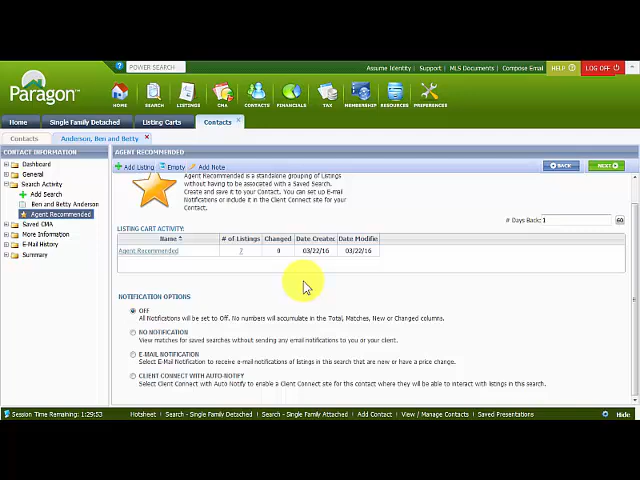 POWER SEARCH
Assume Identity | Support | MLS Documents | Compose Email
HELP ?
LOG OFF
Paragon™
HOME
SEARCH
LISTINGS
CMA
CONTACTS
FINANCIALS
TAX
MEMBERSHIP
RESOURCES
PREFERENCES
Home
Single Family Detached
Listing Carts
Contacts
Contacts
Anderson, Ben and Betty
CONTACT INFORMATION
Dashboard
General
Search Activity
Add Search
Ben and Betty Anderson
Agent Recommended
Saved CMA
More Information
E-Mail History
Summary
AGENT RECOMMENDED
Add Listing
Empty
Add Note
BACK
NEXT
Agent Recommended is a standalone grouping of Listings
without having to be associated with a Saved Search.
Create and save it to your Contact. You can set up E-mail
Notifications or include it in the Client Connect site for your
Contact.
# Days Back: 1
GO
LISTING CART ACTIVITY:
Name # of Listings Changed Date Created Date Modifie
Agent Recommended 7 0 03/22/16 03/22/16
NOTIFICATION OPTIONS
OFF
All Notifications will be set to Off. No numbers will accumulate in the Total, Matches, New or Changed columns.
NO NOTIFICATION
View matches for saved searches without sending any email notifications to you or your client.
E-MAIL NOTIFICATION
Select E-Mail Notification to receive e-mail notifications of listings in this search that are new or have a price change.
CLIENT CONNECT WITH AUTO-NOTIFY
Select Client Connect with Auto Notify to enable a Client Connect site for this contact where they will be able to interact with listings in this search.
Session Time Remaining: 1:29:53
Hotsheet | Search - Single Family Detached | Search - Single Family Attached | Add Contact | View / Manage Contacts | Saved Presentations
Hide